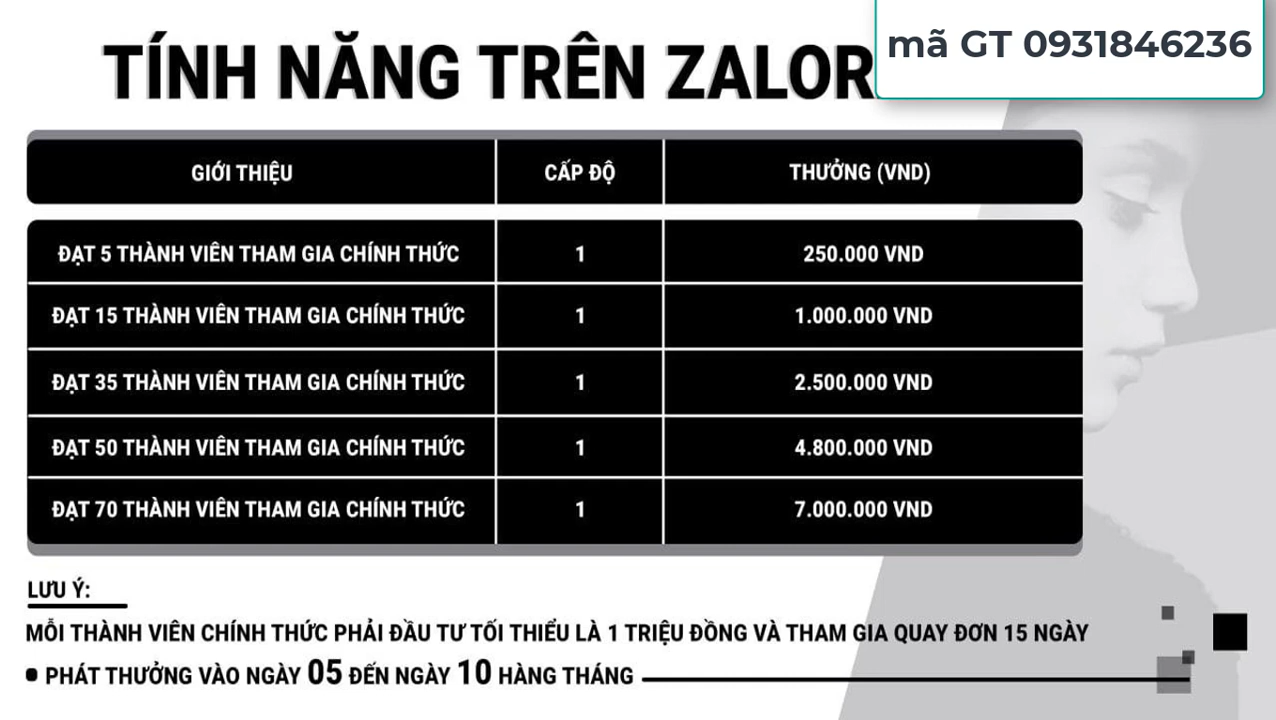 TÍNH NĂNG TRÊN ZALOR
mã GT 0931846236
GIỚI THIỆU CẤP ĐỘ THƯỞNG (VND)
ĐẠT 5 THÀNH VIÊN THAM GIA CHÍNH THỨC 1 250.000 VND
ĐẠT 15 THÀNH VIÊN THAM GIA CHÍNH THỨC 1 1.000.000 VND
ĐẠT 35 THÀNH VIÊN THAM GIA CHÍNH THỨC 1 2.500.000 VND
ĐẠT 50 THÀNH VIÊN THAM GIA CHÍNH THỨC 1 4.800.000 VND
ĐẠT 70 THÀNH VIÊN THAM GIA CHÍNH THỨC 1 7.000.000 VND
LƯU Ý:
MỖI THÀNH VIÊN CHÍNH THỨC PHẢI ĐẦU TƯ TỐI THIỂU LÀ 1 TRIỆU ĐỒNG VÀ THAM GIA QUAY ĐƠN 15 NGÀY
PHÁT THƯỞNG VÀO NGÀY 05 ĐẾN NGÀY 10 HÀNG THÁNG